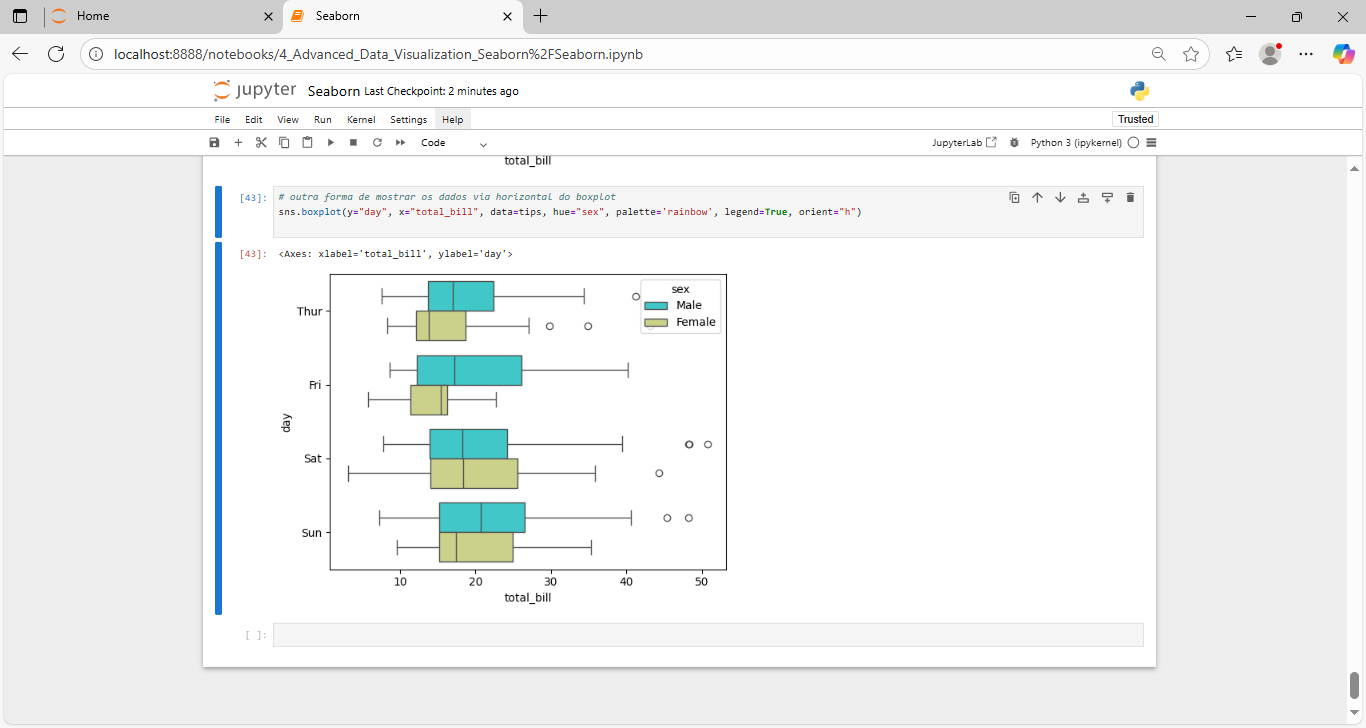 Home
Seaborn
localhost:8888/notebooks/4_Advanced_Data_Visualization_Seaborn%2FSeaborn.ipynb
jupyter Seaborn Last Checkpoint: 2 minutes ago
File Edit View Run Kernel Settings Help Trusted
Code JupyterLab Python 3 (ipykernel)
total_bill
[43]: # outra forma de mostrar os dados via horizontal do boxplot
sns.boxplot(y="day", x="total_bill", data=tips, hue="sex", palette='rainbow', legend=True, orient="h")
[43]: <Axes: xlabel='total_bill', ylabel='day'>
sex
Male
Female
Thur
Fri
Sat
Sun
day
10 20 30 40 50
total_bill
[ ]: